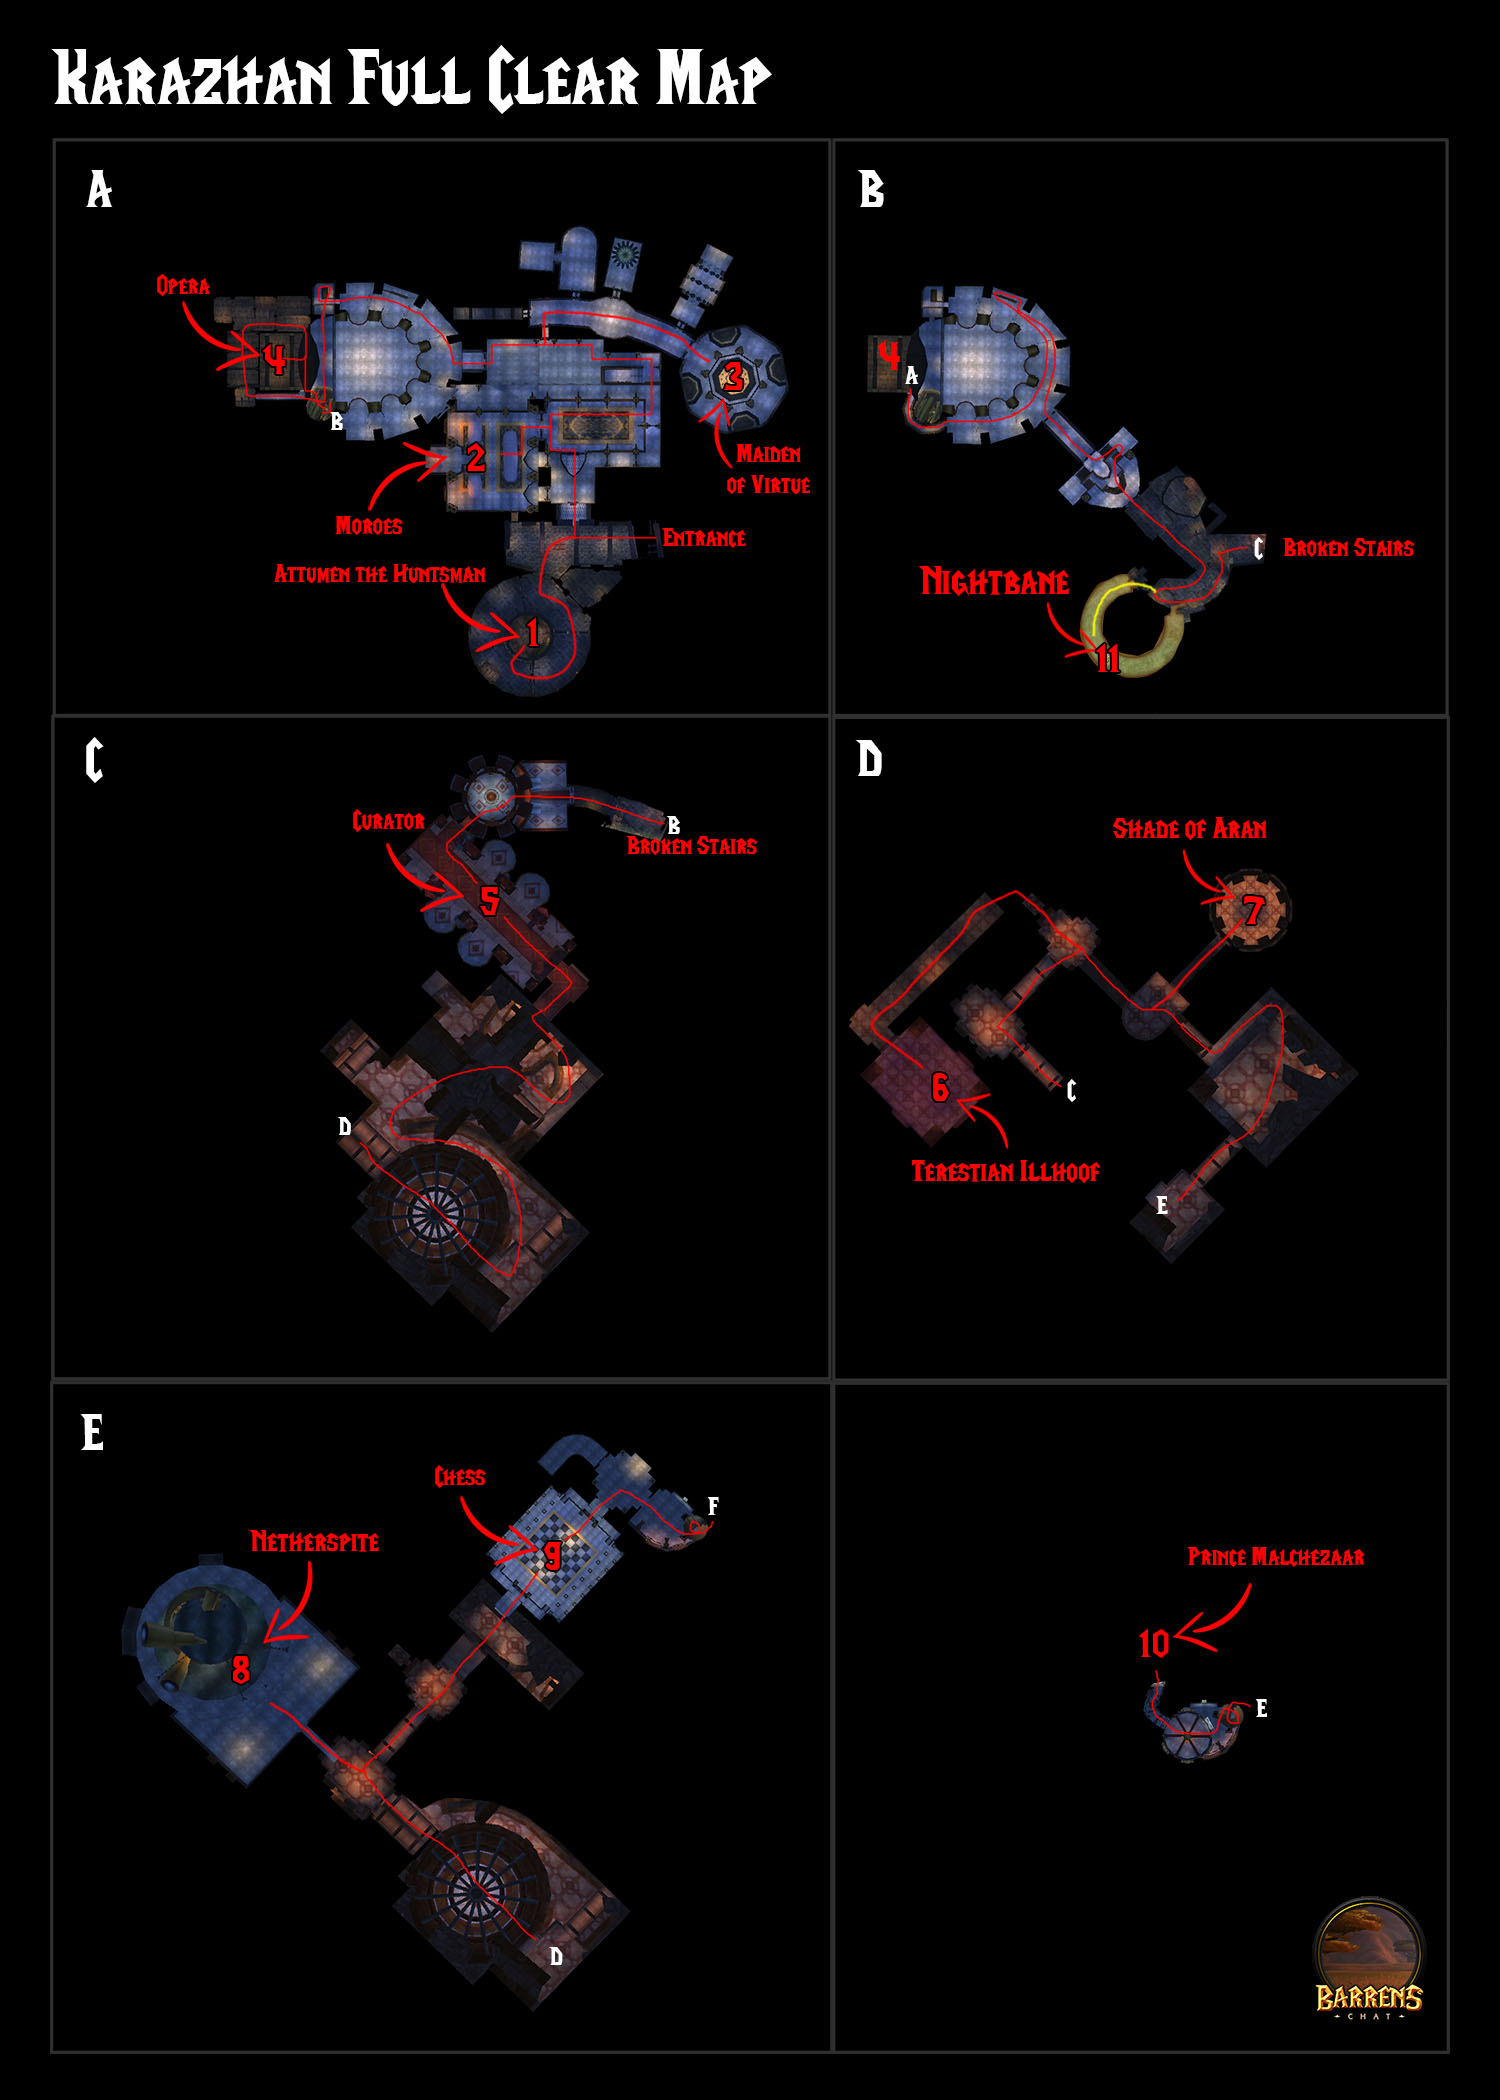 Karazhan Full Clear Map
A
Opera
4
B
3
Maiden
of Virtue
2
Moroes
Entrance
Attumen the Huntsman
1
B
4
A
C
Broken Stairs
Nightbane
11
C
Curator
B
Broken Stairs
5
D
D
Shade of Aran
7
6
C
Terestian Illhoof
E
E
Chess
F
9
Netherspite
8
D
Prince Malchezaar
10
E
Barrens
Chat